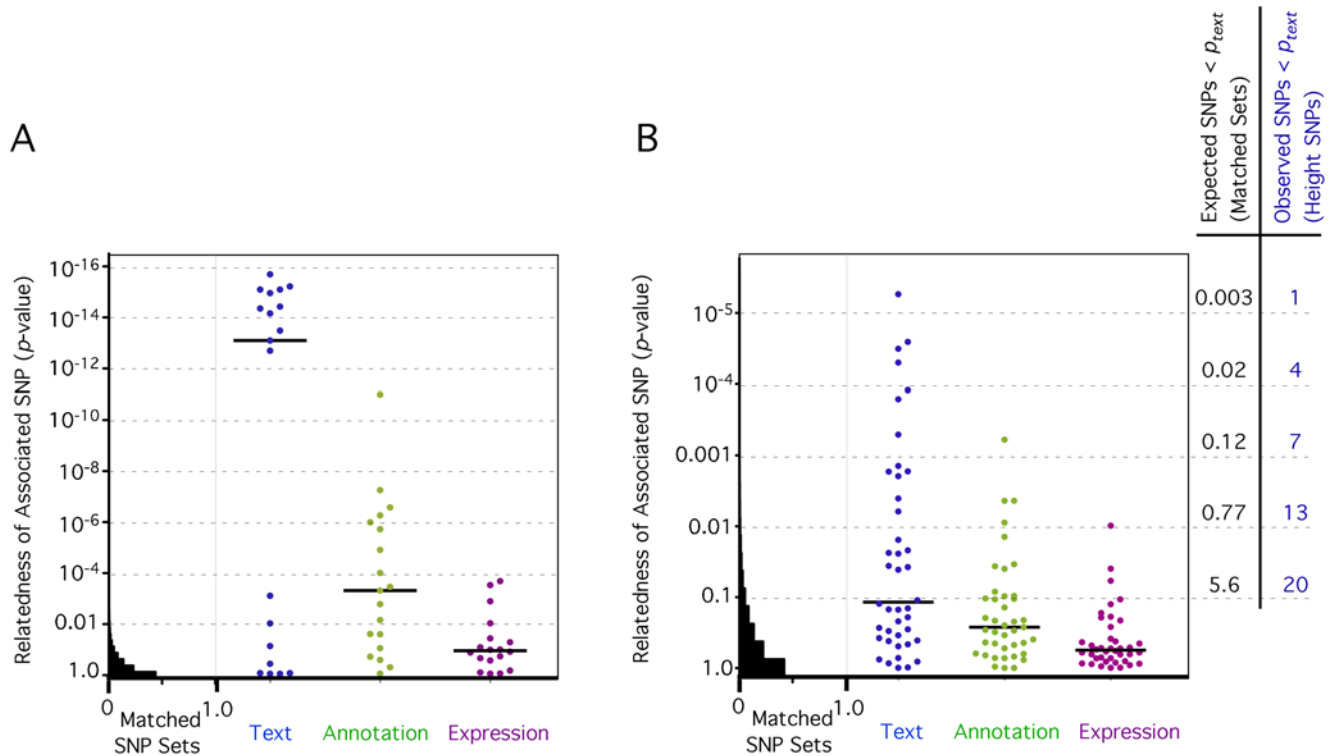 A
Relatedness of Associated SNP (p-value)
10-16
10-14
10-12
10-10
10-8
10-6
10-4
0.01
1.0
0
Matched
SNP Sets
1.0
Text
Annotation
Expression
B
Expected SNPs < ptext
(Matched Sets)
Observed SNPs < ptext
(Height SNPs)
Relatedness of Associated SNP (p-value)
10-5
10-4
0.001
0.01
0.1
1.0
0.003 1
0.02 4
0.12 7
0.77 13
5.6 20
0
Matched
SNP Sets
1.0
Text
Annotation
Expression